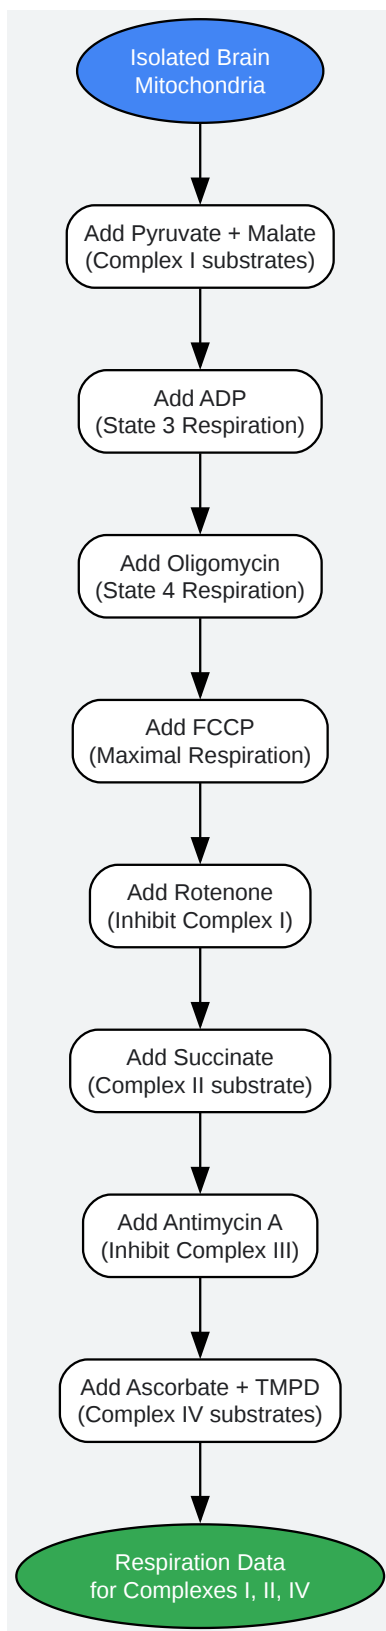 Isolated Brain
Mitochondria
Add Pyruvate + Malate
(Complex I substrates)
Add ADP
(State 3 Respiration)
Add Oligomycin
(State 4 Respiration)
Add FCCP
(Maximal Respiration)
Add Rotenone
(Inhibit Complex I)
Add Succinate
(Complex II substrate)
Add Antimycin A
(Inhibit Complex III)
Add Ascorbate + TMPD
(Complex IV substrates)
Respiration Data
for Complexes I, II, IV